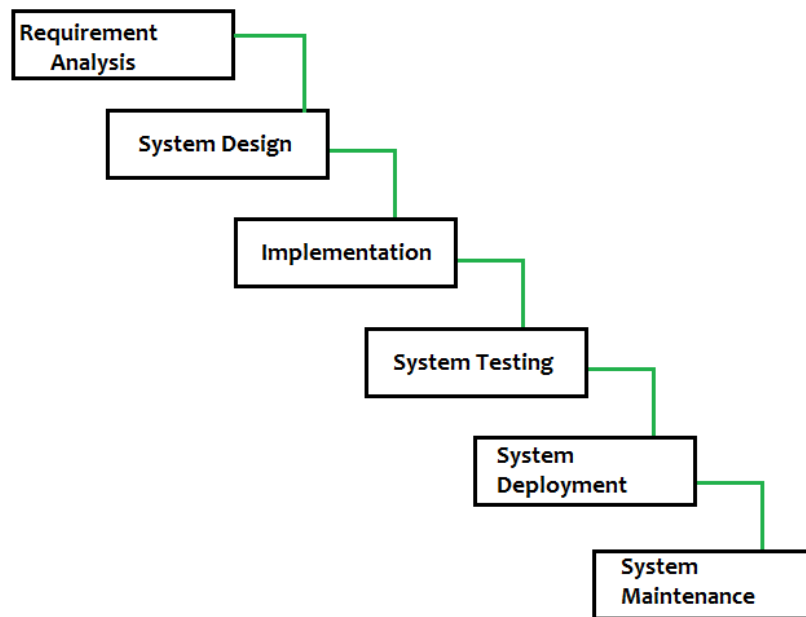 Requirement
Analysis
System Design
Implementation
System Testing
System
Deployment
System
Maintenance